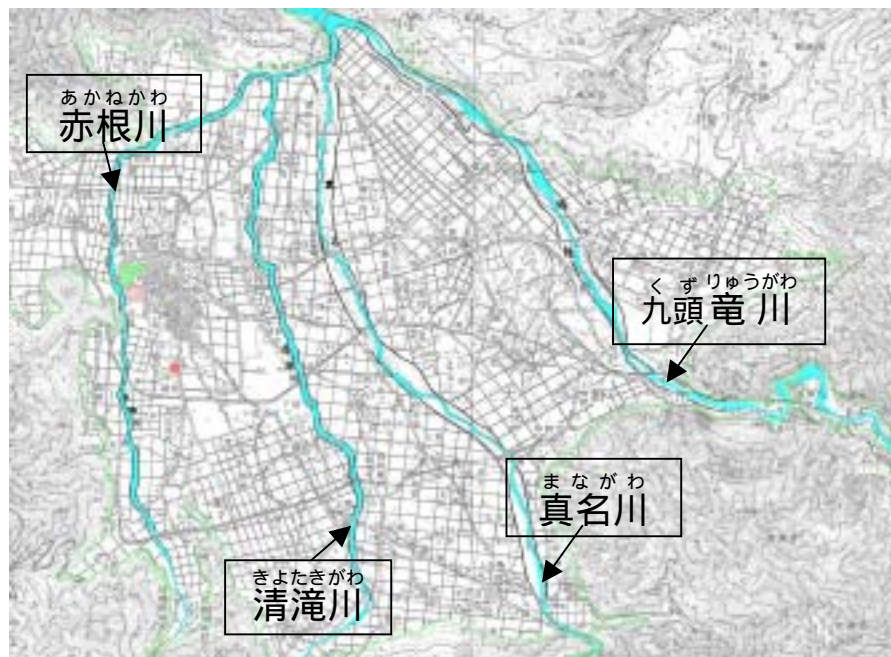 あかねかわ
赤根川
くずりゅうがわ
九頭竜川
まながわ
真名川
きよたきがわ
清滝川